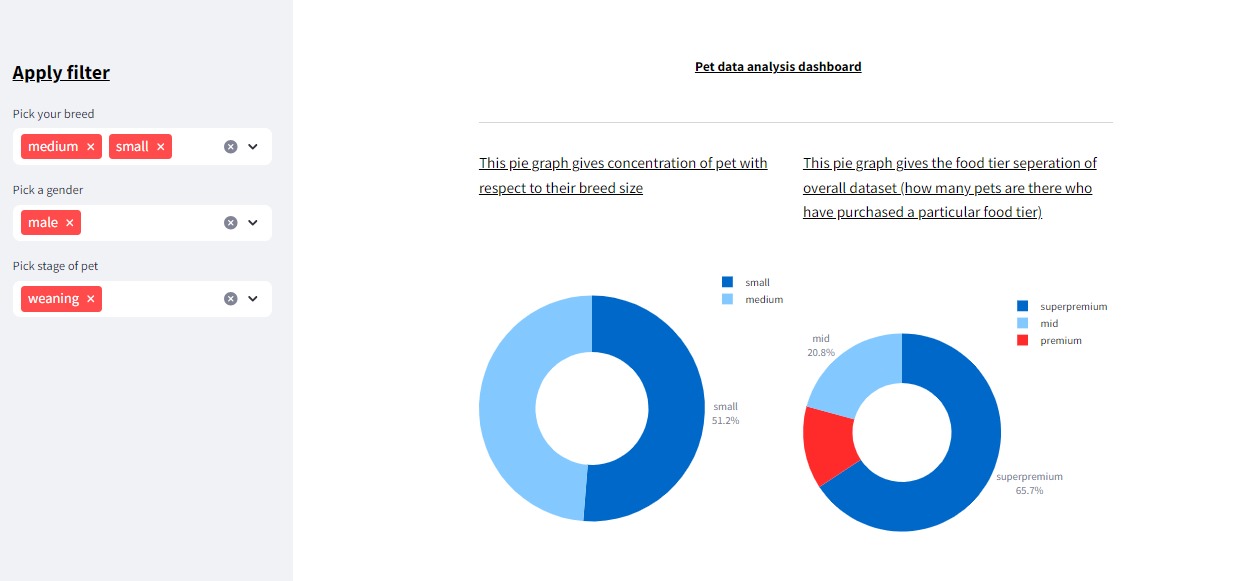 Apply filter
Pick your breed
medium × small ×
Pick a gender
male ×
Pick stage of pet
weaning ×
Pet data analysis dashboard
This pie graph gives concentration of pet with
respect to their breed size
This pie graph gives the food tier seperation of
overall dataset (how many pets are there who
have purchased a particular food tier)
small
medium
small
51.2%
superpremium
mid
premium
mid
20.8%
superpremium
65.7%